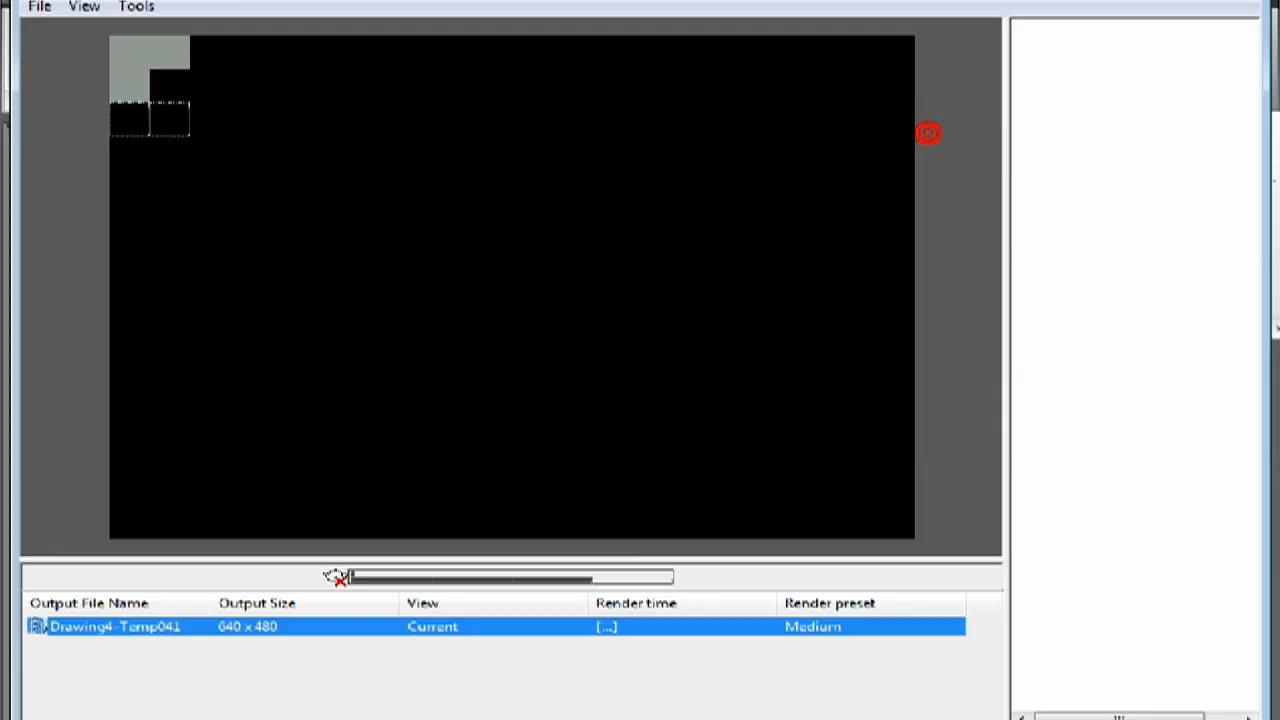 File View Tools
Output File Name Output Size View Render time Render preset
Drawing4-Temp041 640 x 480 Current [...] Medium